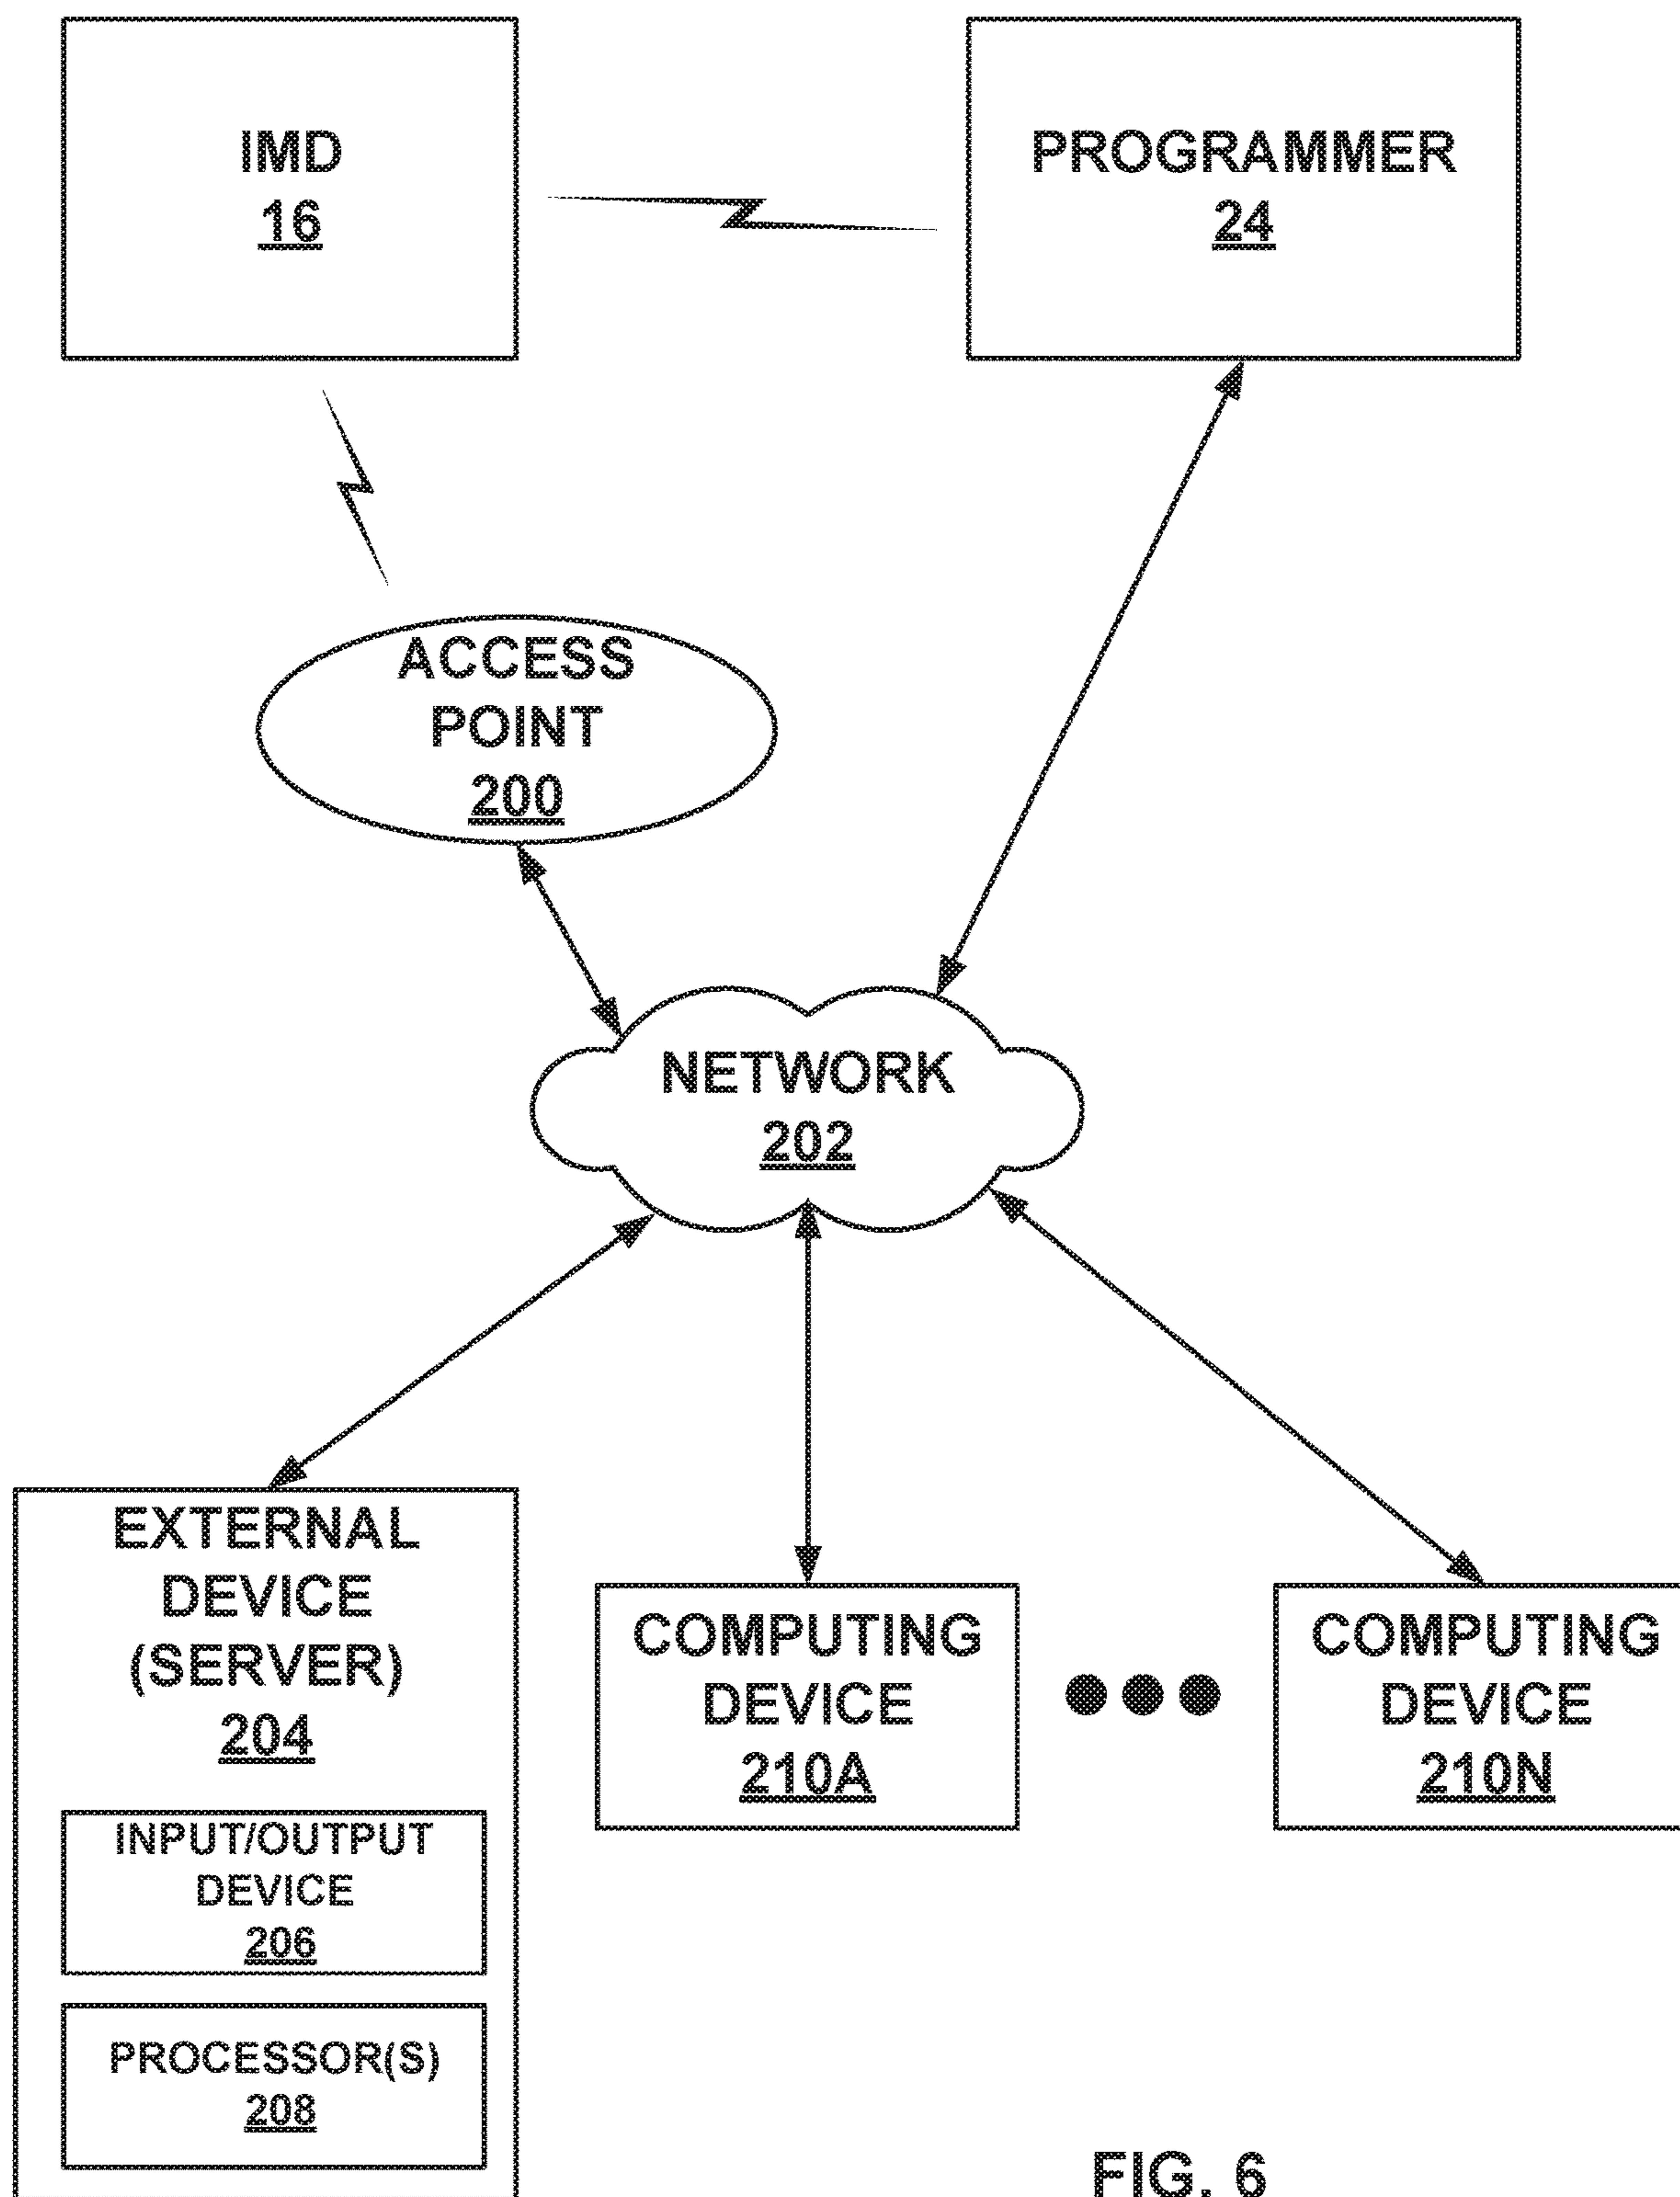 IMD
16
PROGRAMMER
24
ACCESS
POINT
200
NETWORK
202
EXTERNAL
DEVICE
(SERVER)
204
INPUT/OUTPUT
DEVICE
206
PROCESSOR(S)
208
COMPUTING
DEVICE
210A
COMPUTING
DEVICE
210N
FIG. 6